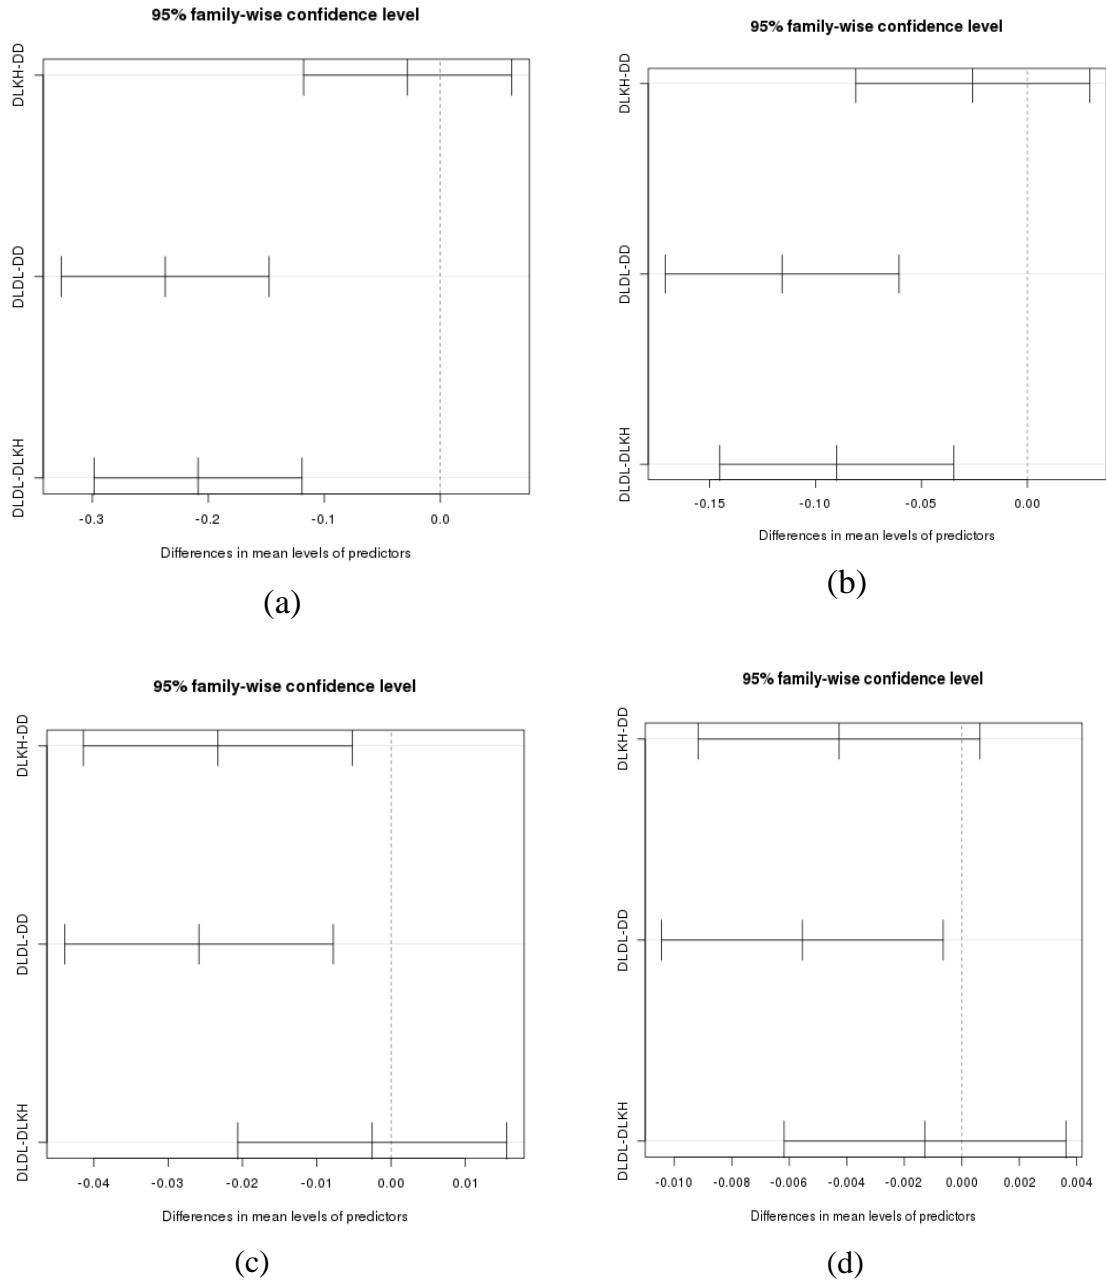 95% family-wise confidence level
DLKH-DD
DLDL-DD
DLDL-DLKH
-0.3 -0.2 -0.1 0.0
Differences in mean levels of predictors
(a)
95% family-wise confidence level
DLKH-DD
DLDL-DD
DLDL-DLKH
-0.15 -0.10 -0.05 0.00
Differences in mean levels of predictors
(b)
95% family-wise confidence level
DLKH-DD
DLDL-DD
DLDL-DLKH
-0.04 -0.03 -0.02 -0.01 0.00 0.01
Differences in mean levels of predictors
(c)
95% family-wise confidence level
DLKH-DD
DLDL-DD
DLDL-DLKH
-0.010 -0.008 -0.006 -0.004 -0.002 0.000 0.002 0.004
Differences in mean levels of predictors
(d)